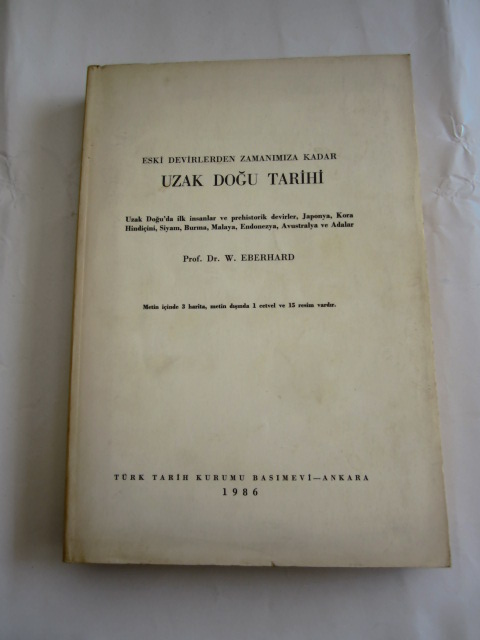 ESKİ DEVİRLERDEN ZAMANIMIZA KADAR
UZAK DOĞU TARİHİ
Uzak Doğu'da ilk insanlar ve prehistorik devirler, Japonya, Kora
Hindiçini, Siyam, Burma, Malaya, Endonezya, Avustralya ve Adalar
Prof. Dr. W. EBERHARD
Metin içinde 3 harita, metin dışında 1 cetvel ve 15 resim vardır.
TÜRK TARİH KURUMU BASIMEVİ—ANKARA
1986